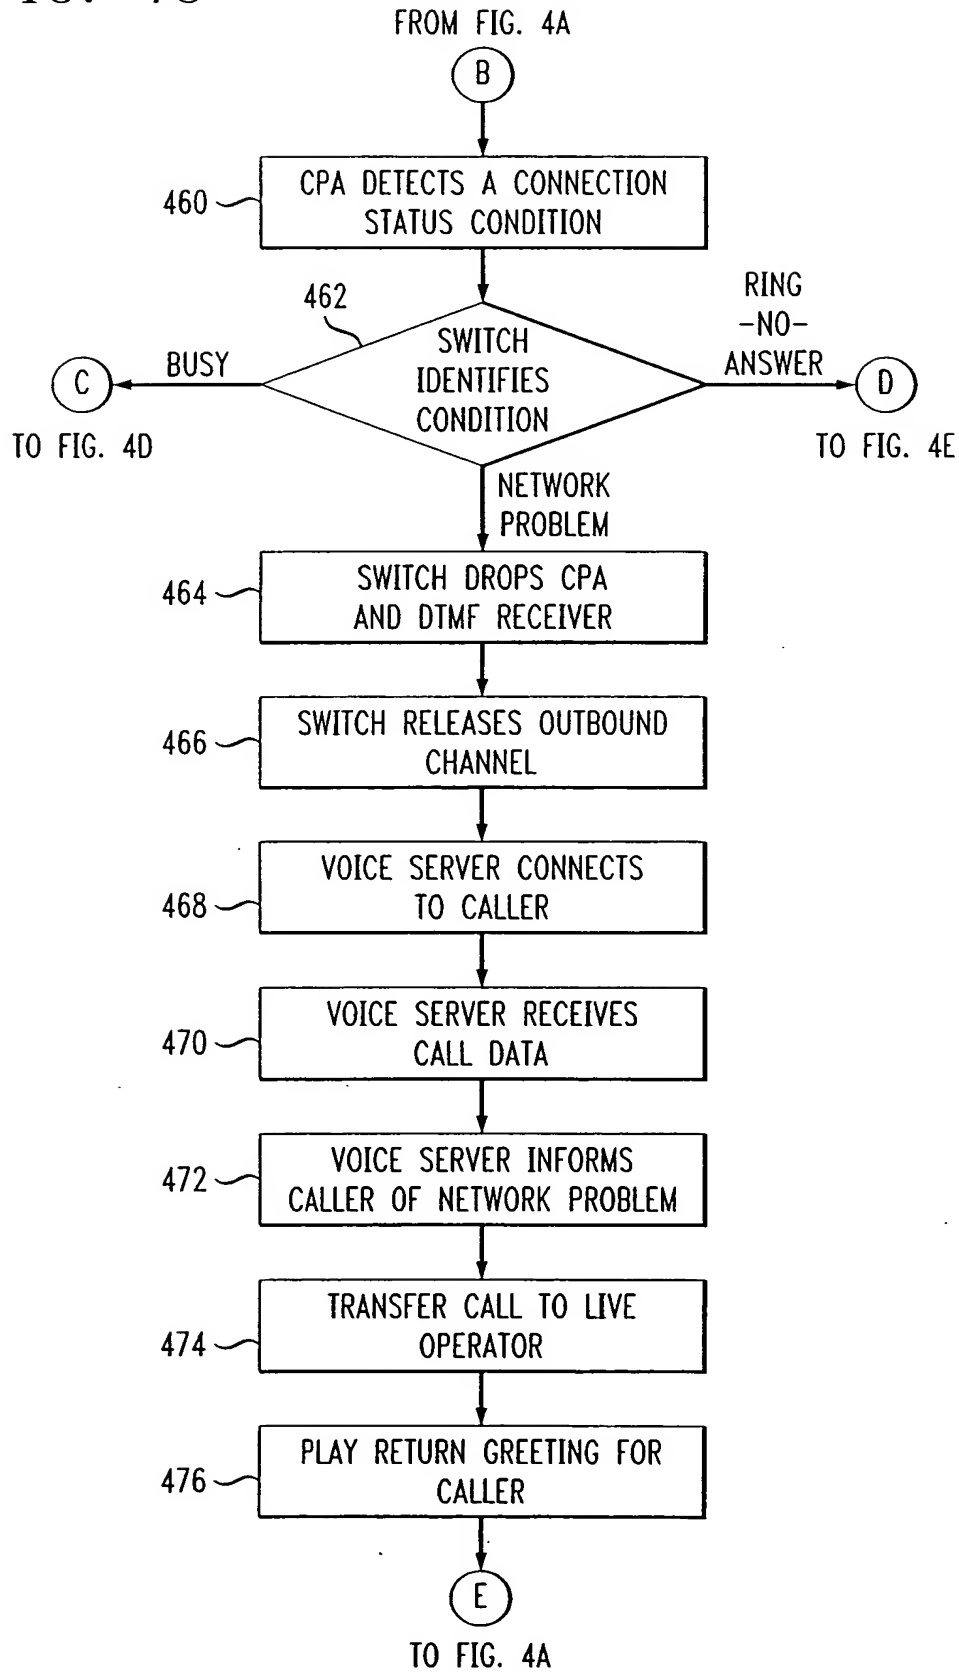 FROM FIG. 4A
B
460
CPA DETECTS A CONNECTION
STATUS CONDITION
462
SWITCH
IDENTIFIES
CONDITION
BUSY
C
TO FIG. 4D
RING
-NO-
ANSWER
D
TO FIG. 4E
NETWORK
PROBLEM
464
SWITCH DROPS CPA
AND DTMF RECEIVER
466
SWITCH RELEASES OUTBOUND
CHANNEL
468
VOICE SERVER CONNECTS
TO CALLER
470
VOICE SERVER RECEIVES
CALL DATA
472
VOICE SERVER INFORMS
CALLER OF NETWORK PROBLEM
474
TRANSFER CALL TO LIVE
OPERATOR
476
PLAY RETURN GREETING FOR
CALLER
E
TO FIG. 4A